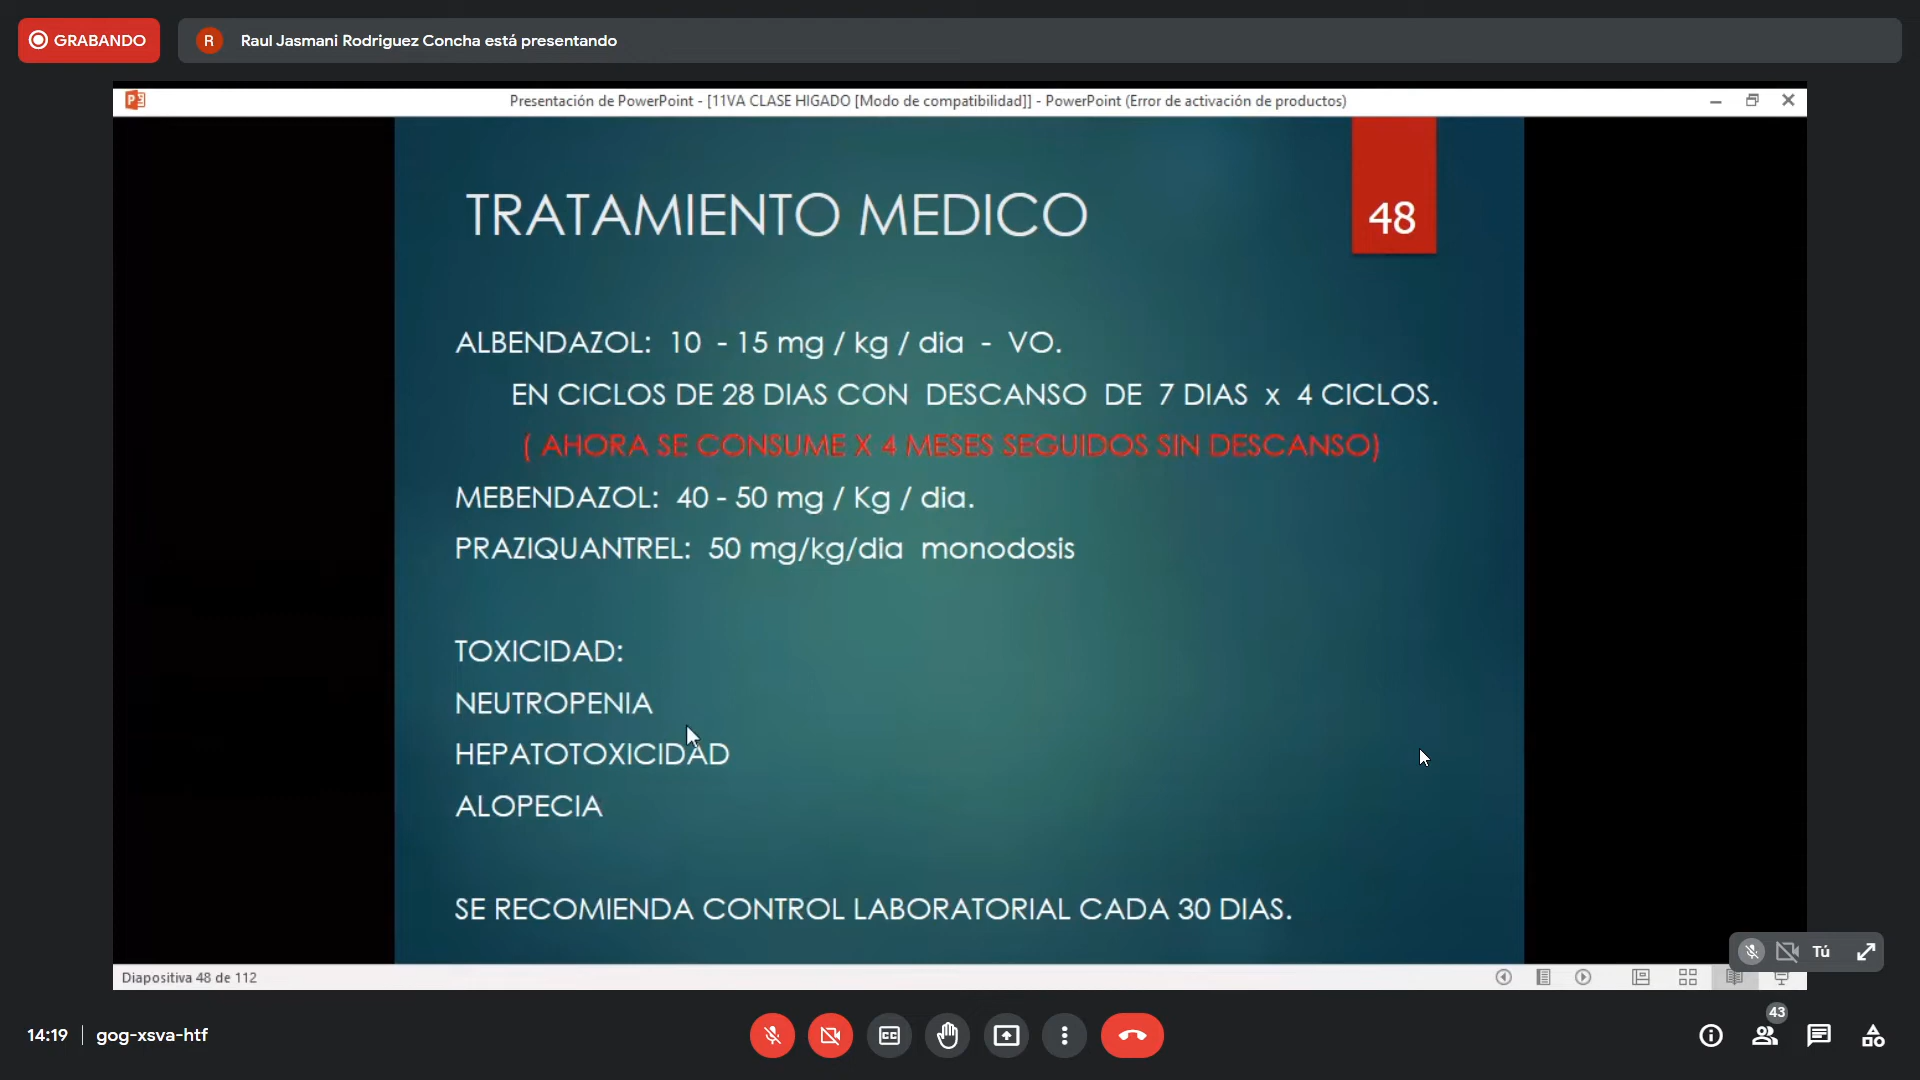 GRABANDO
R
Raul Jasmani Rodriguez Concha está presentando
Presentación de PowerPoint - [11VA CLASE HIGADO [Modo de compatibilidad]] - PowerPoint (Error de activación de productos)
TRATAMIENTO MEDICO
48
ALBENDAZOL: 10 - 15 mg / kg / dia - VO.
EN CICLOS DE 28 DIAS CON DESCANSO DE 7 DIAS x 4 CICLOS.
( AHORA SE CONSUME X 4 MESES SEGUIDOS SIN DESCANSO)
MEBENDAZOL: 40 - 50 mg / Kg / dia.
PRAZIQUANTREL: 50 mg/kg/dia monodosis
TOXICIDAD:
NEUTROPENIA
HEPATOTOXICIDAD
ALOPECIA
SE RECOMIENDA CONTROL LABORATORIAL CADA 30 DIAS.
Tú
Diapositiva 48 de 112
14:19 | gog-xsva-htf
43